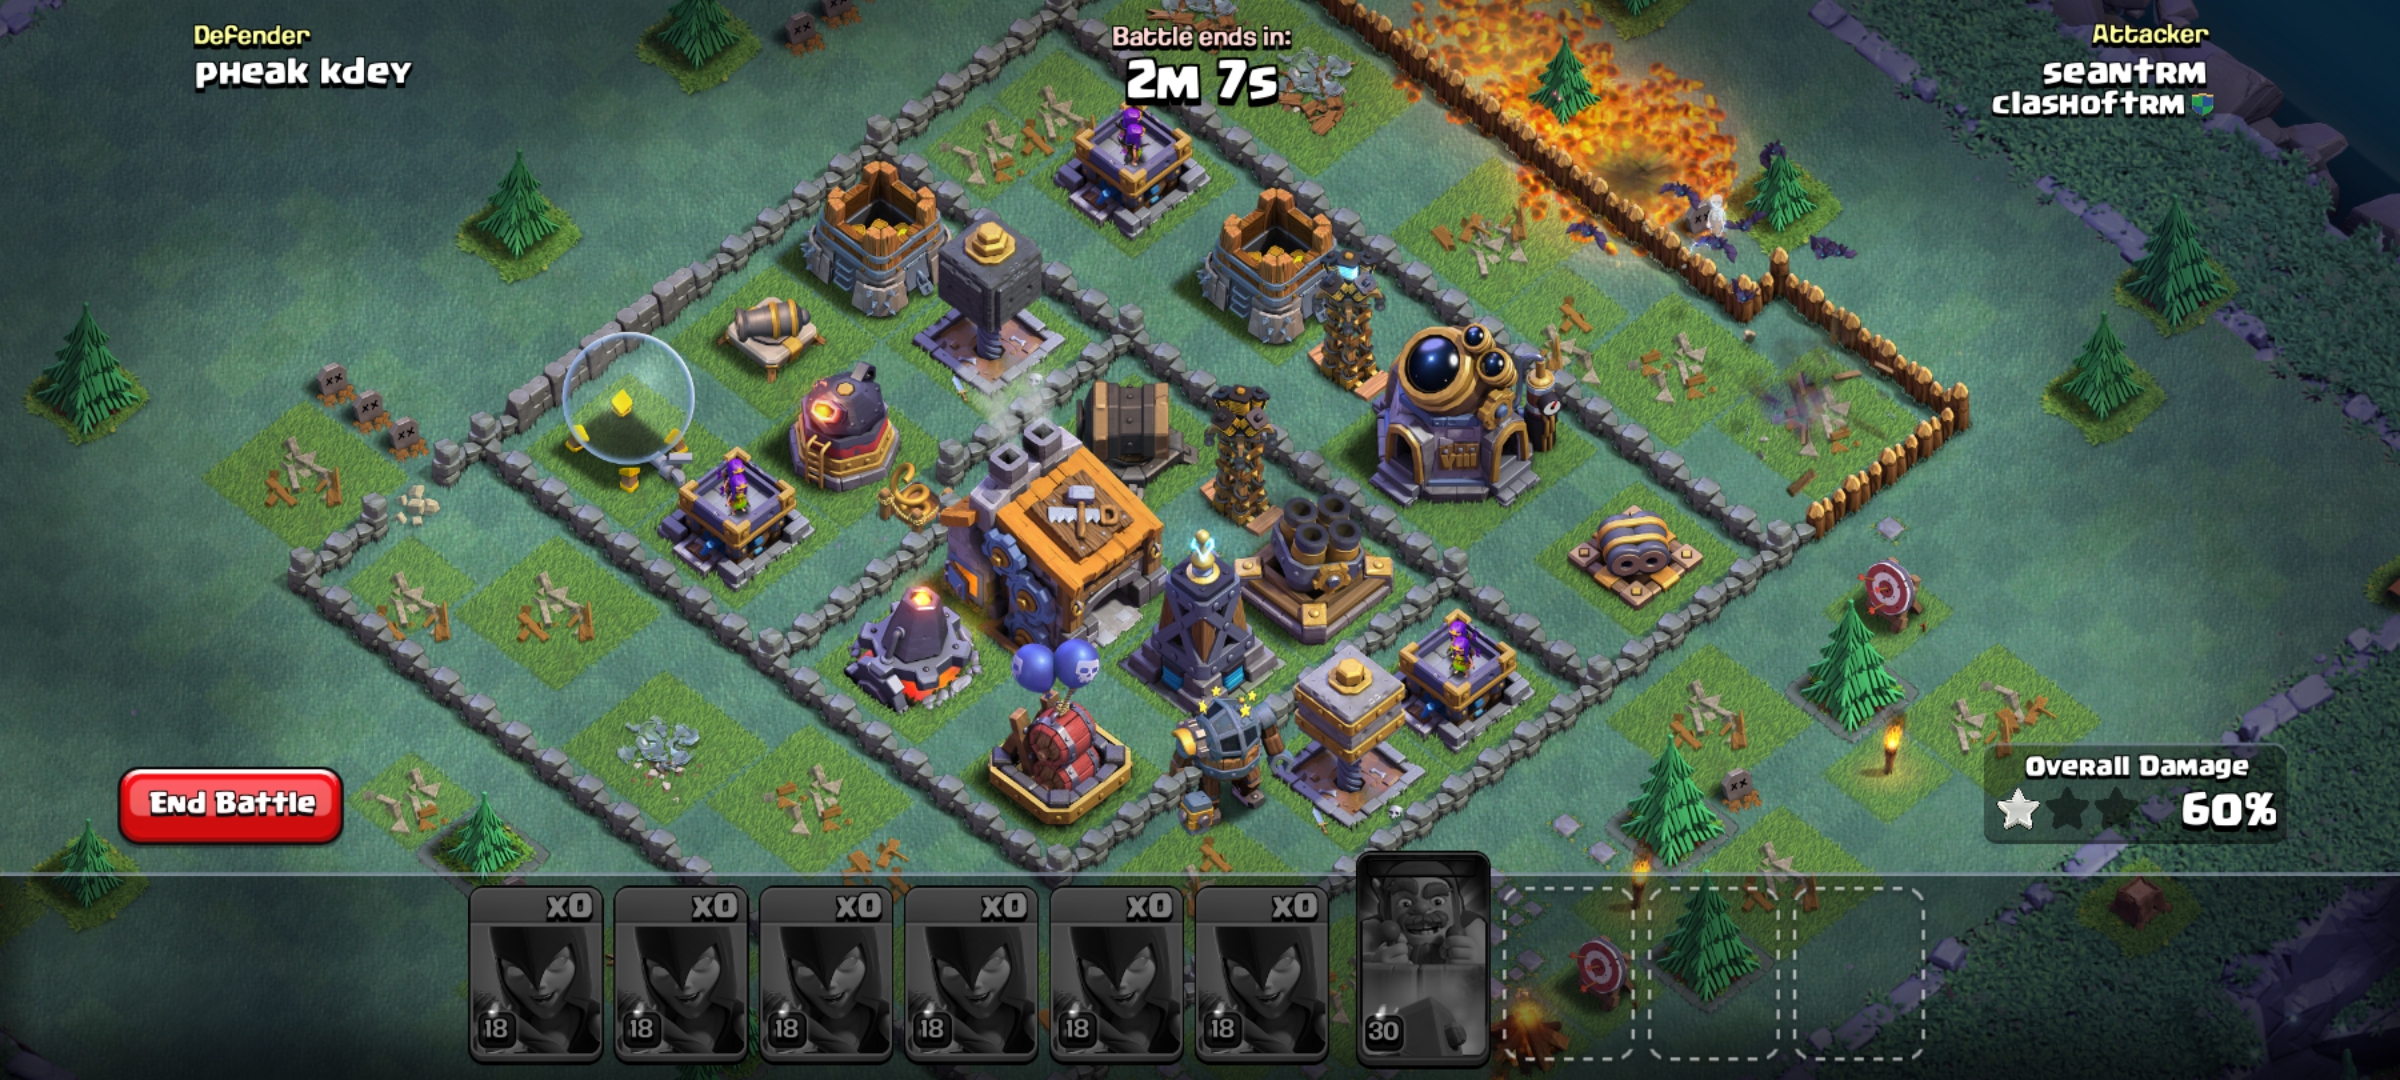 Defender
PHeak kdey
Battle ends in:
2M 7s
Attacker
seantRM
clashoftRM
VIII
End Battle
Overall Damage
60%
x0
x0
x0
x0
x0
x0
18
18
18
18
18
18
30